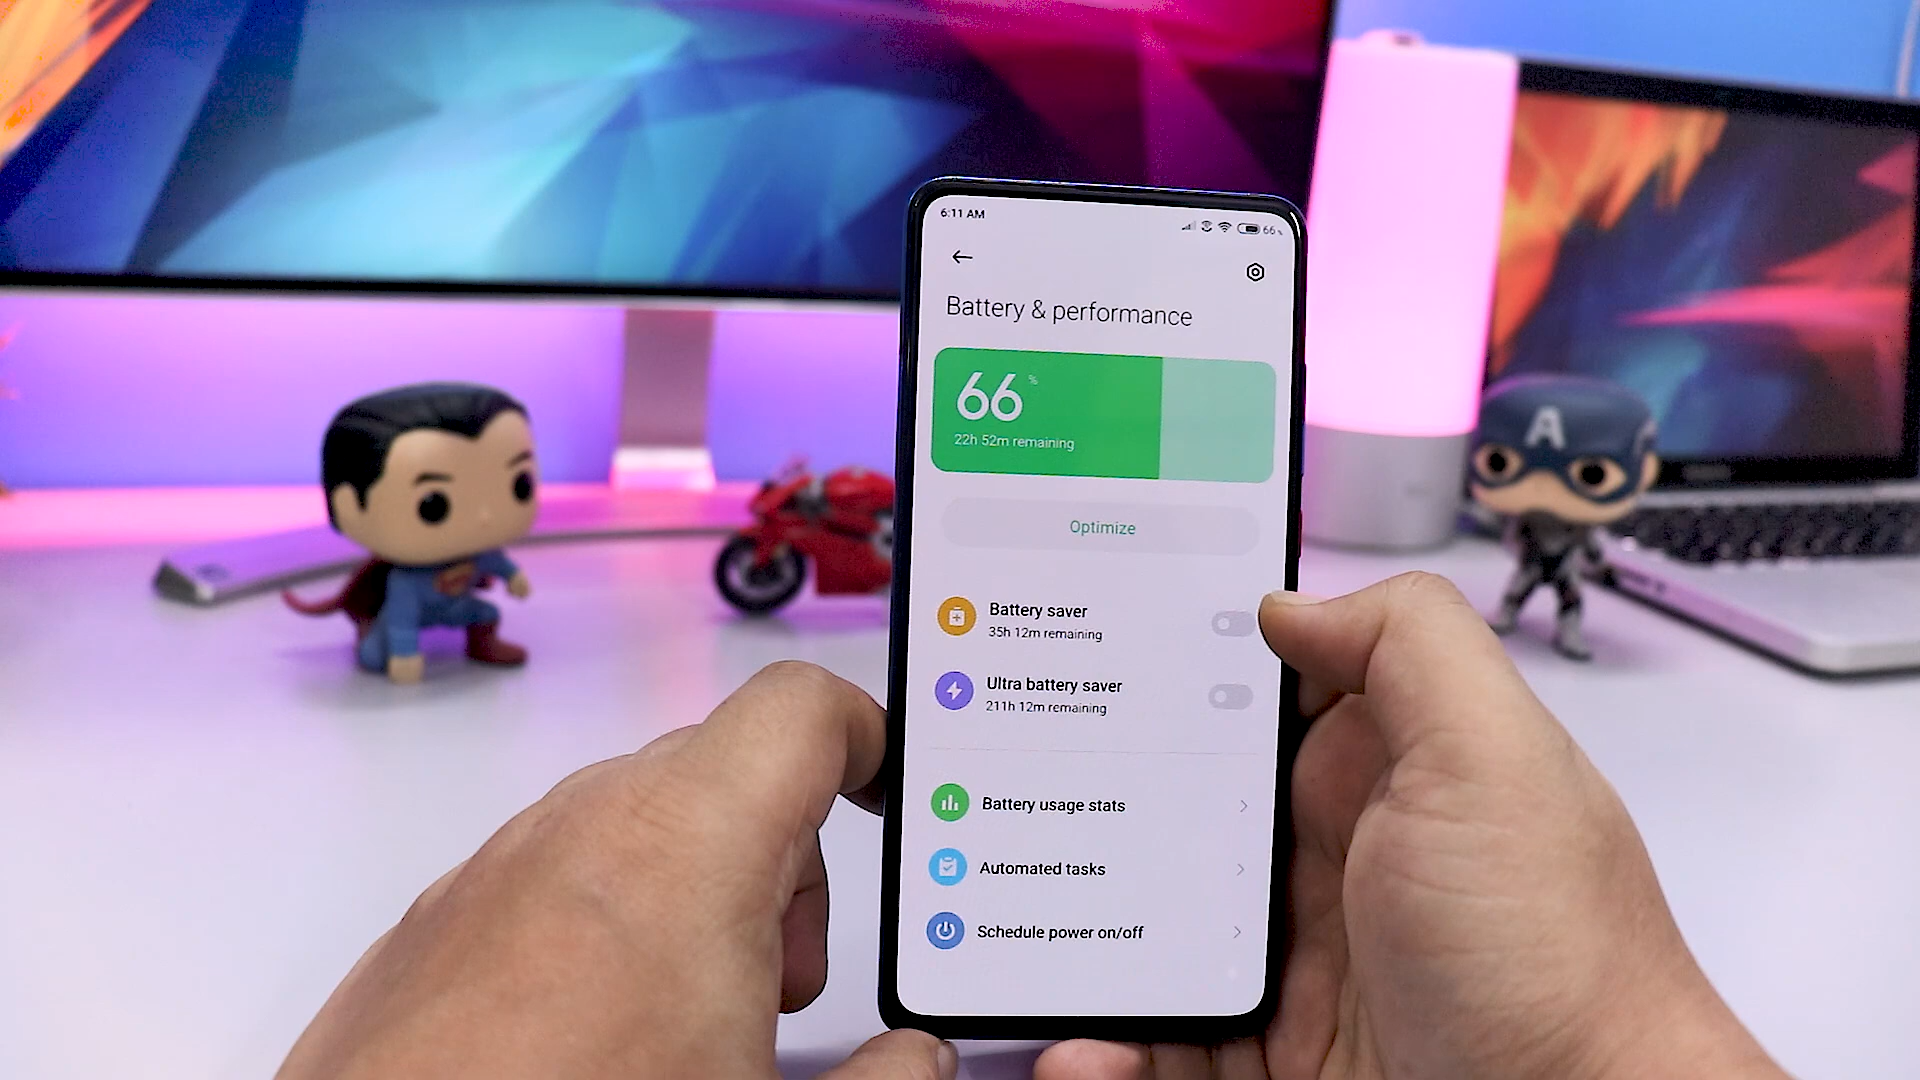 6:11 AM
66%
Battery & performance
66%
22h 52m remaining
Optimize
Battery saver
35h 12m remaining
Ultra battery saver
211h 12m remaining
Battery usage stats
Automated tasks
Schedule power on/off
A